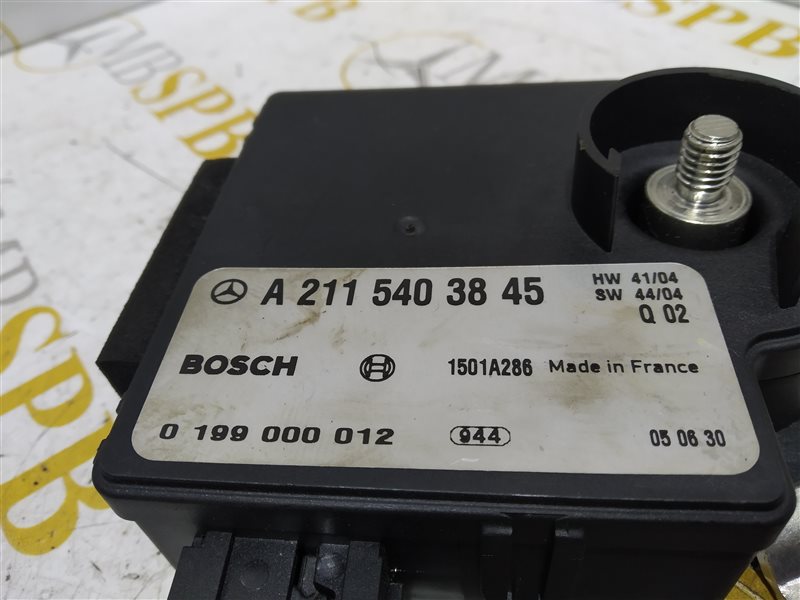 MBSPB
A 211 540 38 45
HW 41/04
SW 44/04
Q 02
BOSCH
1501A286 Made in France
0 199 000 012
944
05 06 30